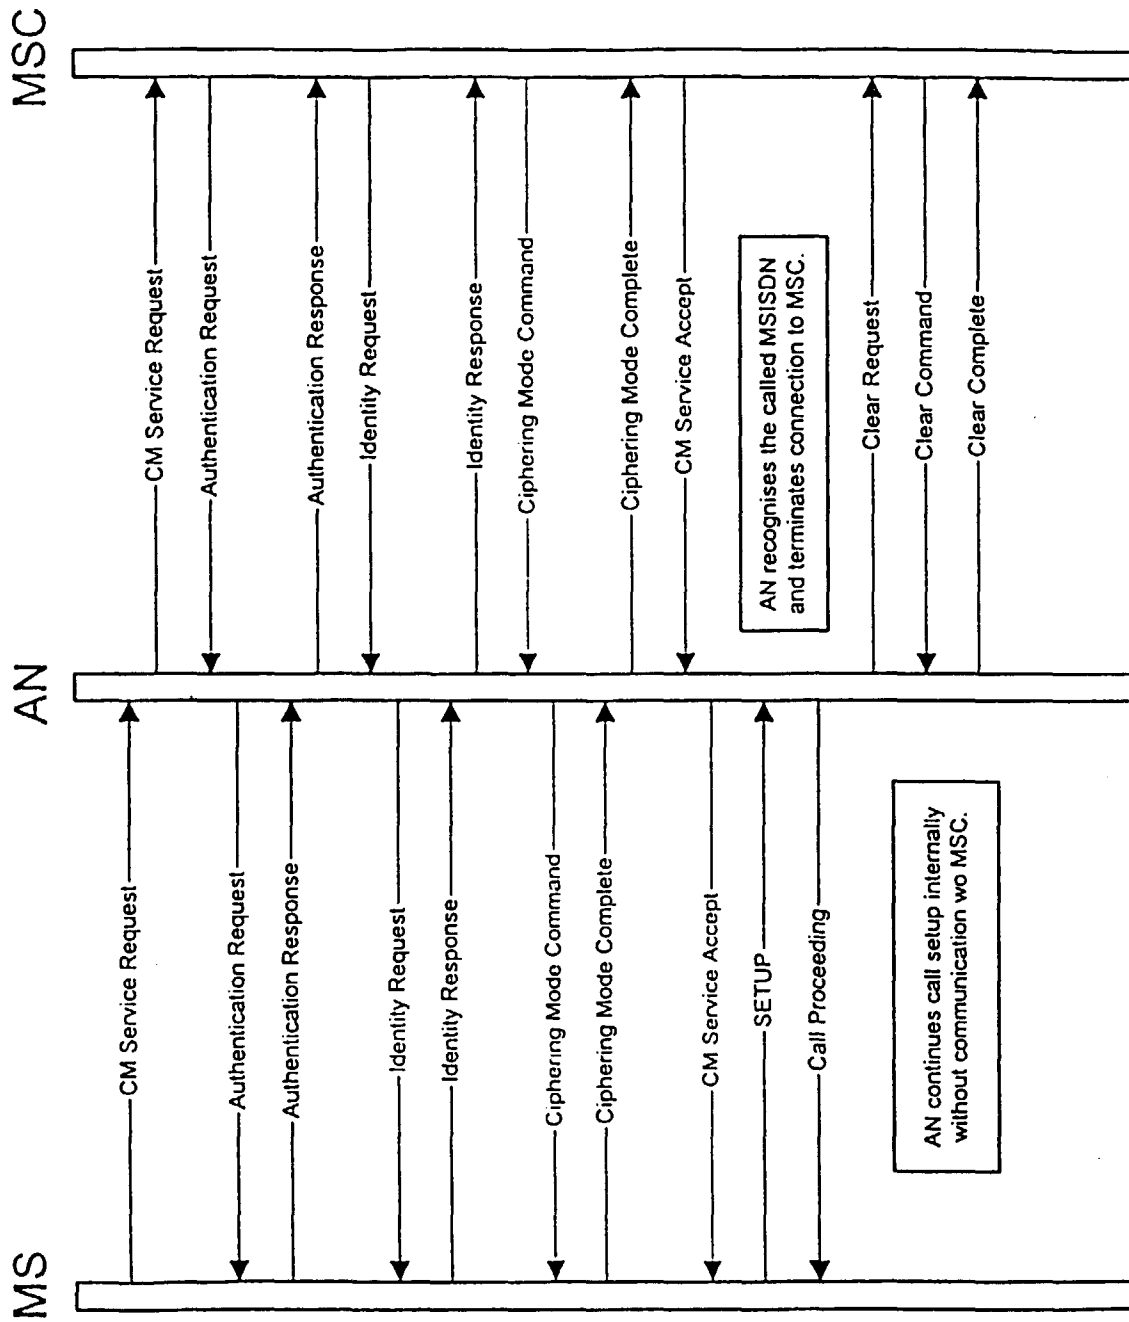 MS
AN
MSC
CM Service Request
CM Service Request
Authentication Request
Authentication Request
Authentication Response
Authentication Response
Identity Request
Identity Request
Identity Response
Identity Response
Ciphering Mode Command
Ciphering Mode Command
Ciphering Mode Complete
Ciphering Mode Complete
CM Service Accept
CM Service Accept
SETUP
AN recognises the called MSISDN
and terminates connection to MSC.
Call Proceeding
Clear Request
AN continues call setup internally
without communication wo MSC.
Clear Command
Clear Complete